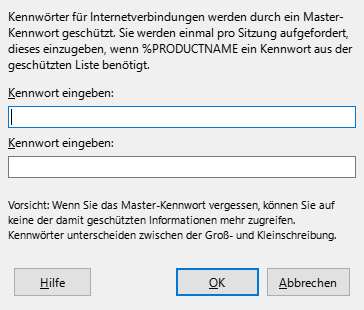 Kennwörter für Internetverbindungen werden durch ein Master-
Kennwort geschützt. Sie werden einmal pro Sitzung aufgefordert,
dieses einzugeben, wenn %PRODUCTNAME ein Kennwort aus der
geschützten Liste benötigt.
Kennwort eingeben:
Kennwort eingeben:
Vorsicht: Wenn Sie das Master-Kennwort vergessen, können Sie auf
keine der damit geschützten Informationen mehr zugreifen.
Kennwörter unterscheiden zwischen der Groß- und Kleinschreibung.
Hilfe OK Abbrechen